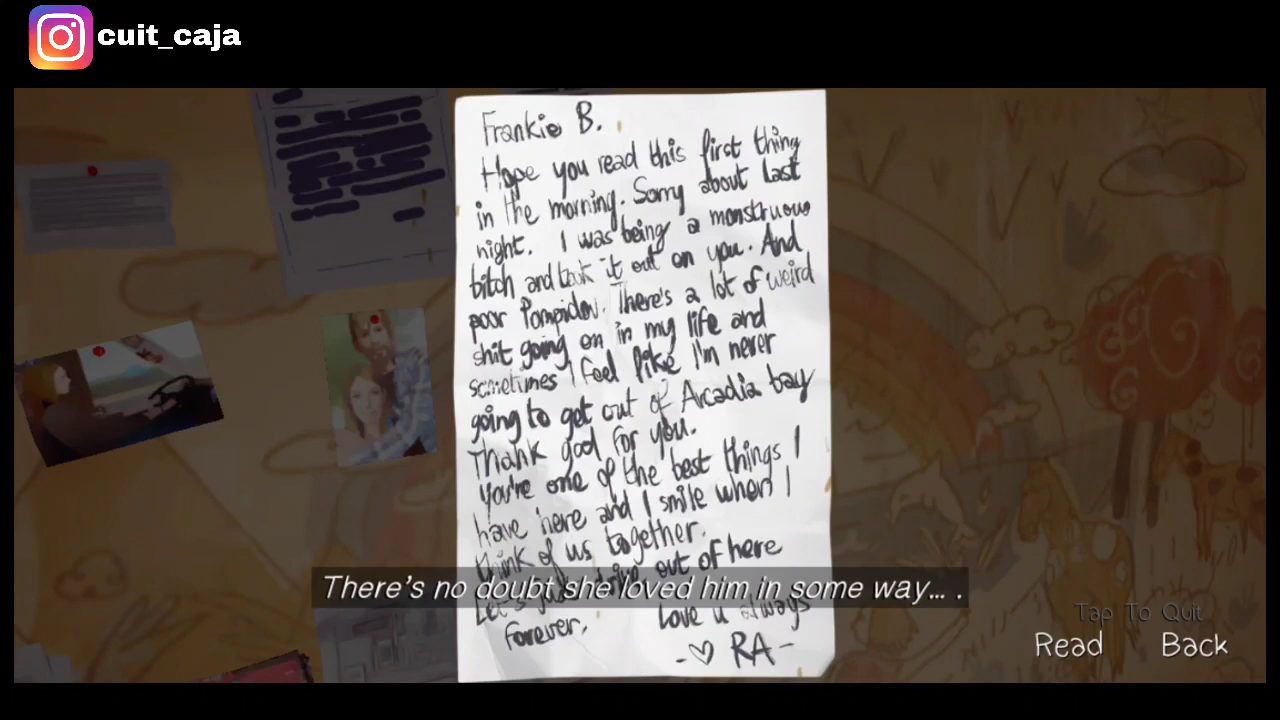 cuit_caja
Frankie B.
Hope you read this first thing
in the morning. Sorry about last
night. I was being a monstruous
bitch and took it out on you. And
poor Pompidou. There's a lot of weird
shit going on in my life and
sometimes I feel like I'm never
going to get out of Arcadia bay
Thank god for you.
You're one of the best things I
have here and I smile when I
think of us together.
Let's just drive out of here
forever.
Love u always
-♡ RA-
There's no doubt she loved him in some way... .
Tap To Quit
Read Back